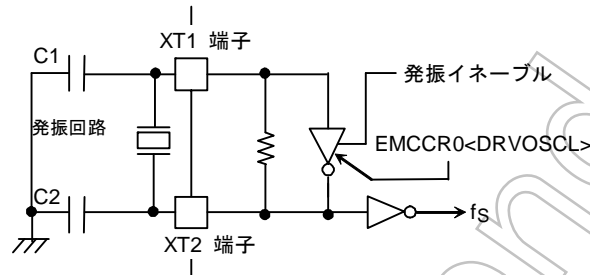 XT1 端子
C1
発振イネーブル
発振回路
EMCCR0<DRVOSCL>
C2
fS
XT2 端子